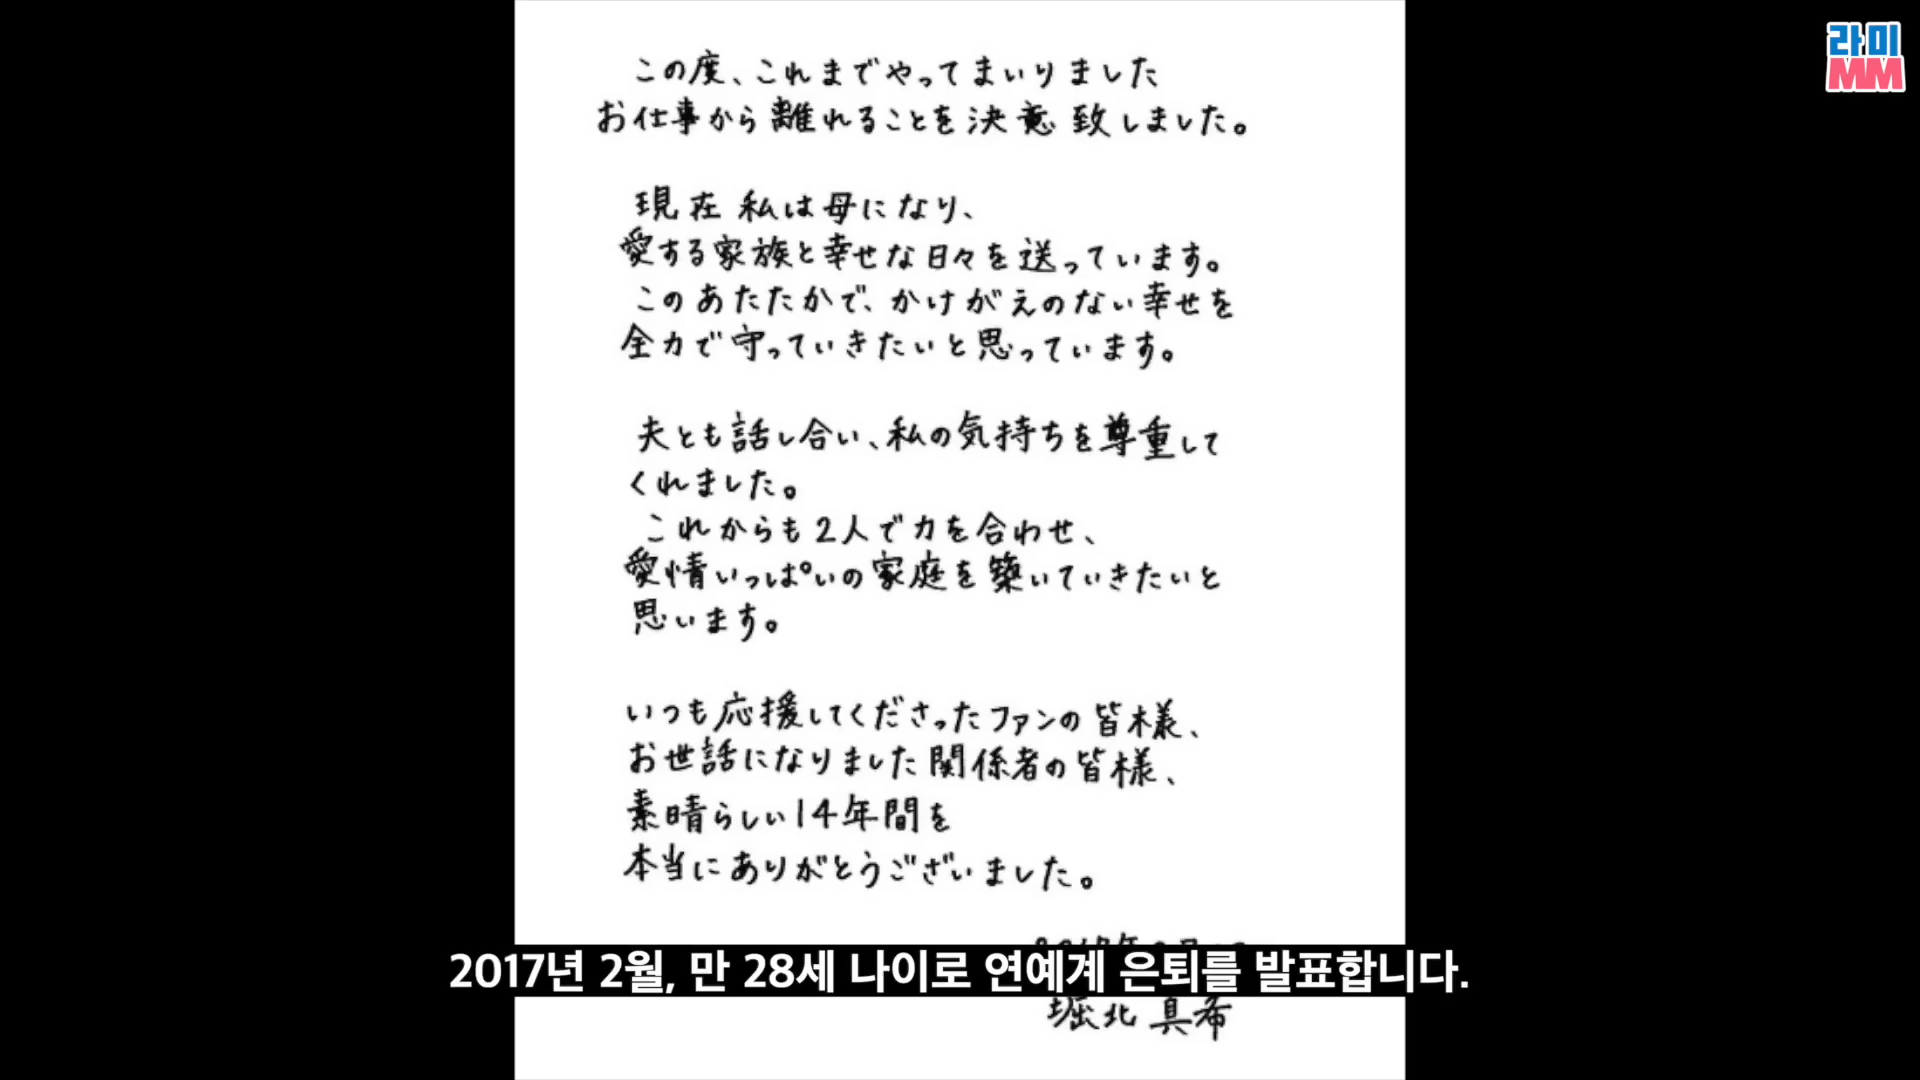 라미
MM
この度、これまでやってまいりました
お仕事から離れることを決意致しました。
現在私は母になり、
愛する家族と幸せな日々を送っています。
このあたたかで、かけがえのない幸せを
全力で守っていきたいと思っています。
夫とも話し合い、私の気持ちを尊重して
くれました。
これからも2人で力を合わせ、
愛情いっぱいの家庭を築いていきたいと
思います。
いつも応援してくださったファンの皆様、
お世話になりました関係者の皆様、
素晴らしい14年間を
本当にありがとうございました。
2017년 2월, 만 28세 나이로 연예계 은퇴를 발표합니다.
堀北真希